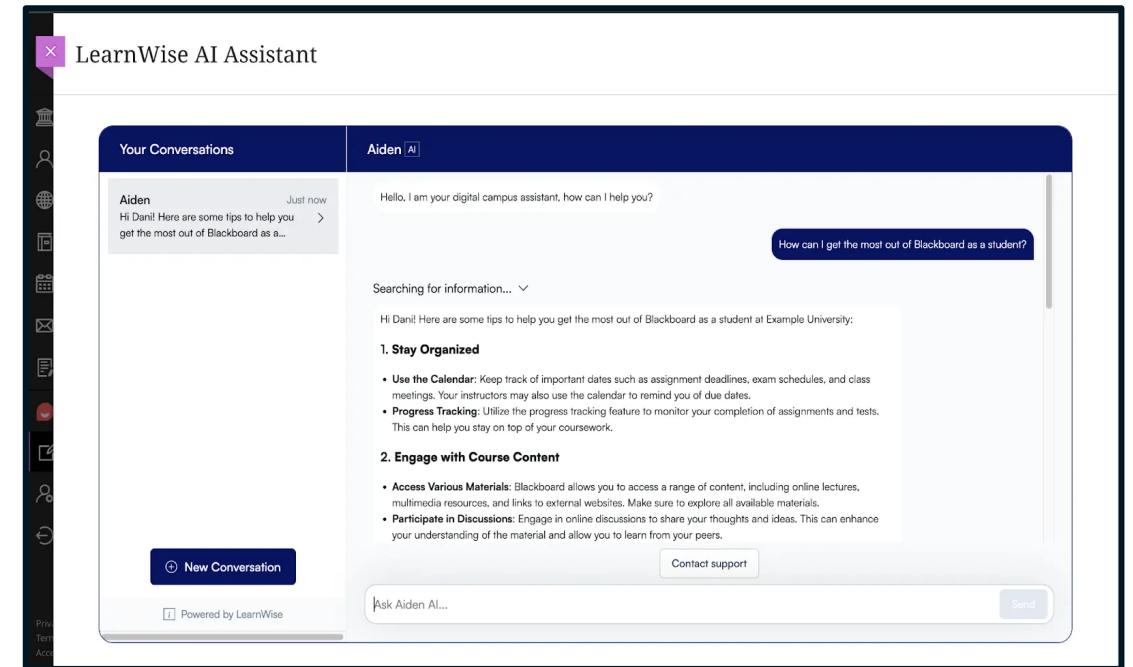 LearnWise AI Assistant
Your Conversations
Aiden
Just now
Hi Dani! Here are some tips to help you
get the most out of Blackboard as a...
New Conversation
Powered by LearnWise
Aiden AI
Hello, I am your digital campus assistant, how can I help you?
How can I get the most out of Blackboard as a student?
Searching for information...
Hi Dani! Here are some tips to help you get the most out of Blackboard as a student at Example University:
1. Stay Organized
• Use the Calendar: Keep track of important dates such as assignment deadlines, exam schedules, and class
meetings. Your instructors may also use the calendar to remind you of due dates.
• Progress Tracking: Utilize the progress tracking feature to monitor your completion of assignments and tests.
This can help you stay on top of your coursework.
2. Engage with Course Content
• Access Various Materials: Blackboard allows you to access a range of content, including online lectures,
multimedia resources, and links to external websites. Make sure to explore all available materials.
• Participate in Discussions: Engage in online discussions to share your thoughts and ideas. This can enhance
your understanding of the material and allow you to learn from your peers.
Contact support
Ask Aiden AI...
Send